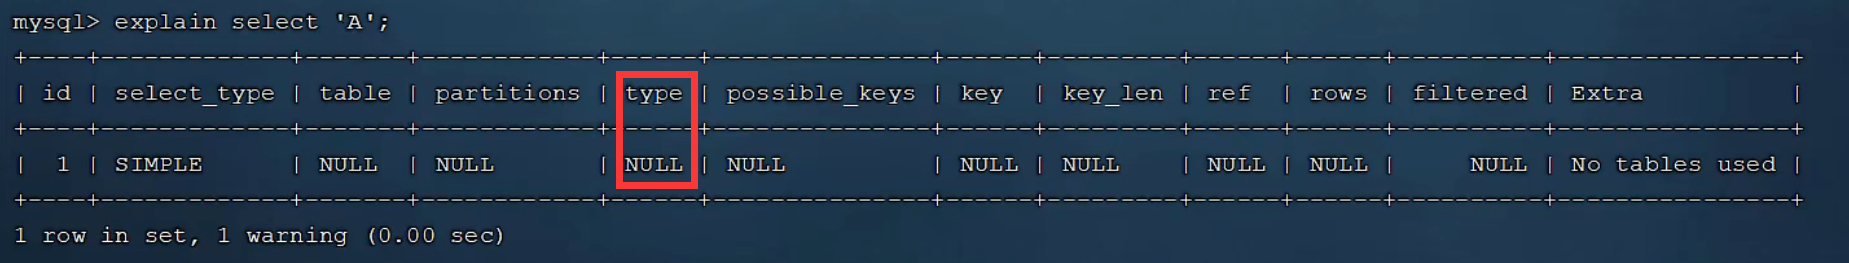 mysql> explain select 'A';
+----+-------------+-------+------------+------+---------------+------+---------+------+------+----------+----------------+
| id | select_type | table | partitions | type | possible_keys | key  | key_len | ref  | rows | filtered | Extra          |
+----+-------------+-------+------------+------+---------------+------+---------+------+------+----------+----------------+
|  1 | SIMPLE      | NULL  | NULL       | NULL | NULL          | NULL | NULL    | NULL | NULL |     NULL | No tables used |
+----+-------------+-------+------------+------+---------------+------+---------+------+------+----------+----------------+
1 row in set, 1 warning (0.00 sec)